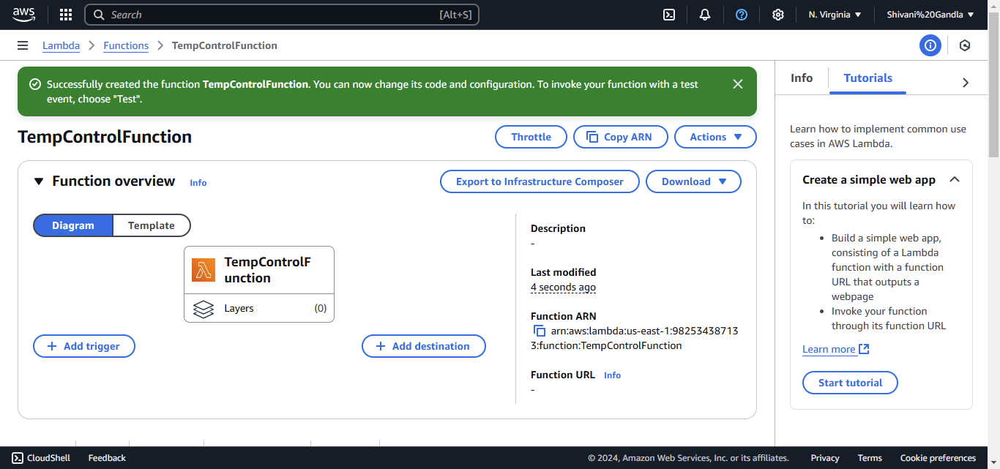 aws
Search
[Alt+S]
N. Virginia
Shivani%20Gandla
Lambda
Functions
TempControlFunction
Successfully created the function TempControlFunction. You can now change its code and configuration. To invoke your function with a test
event, choose "Test".
TempControlFunction
Throttle
Copy ARN
Actions
Function overview
Info
Export to Infrastructure Composer
Download
Diagram
Template
TempControlF
unction
Layers
(0)
Add trigger
Add destination
Description
-
Last modified
4 seconds ago
Function ARN
arn:aws:lambda:us-east-1:98253438713
3:function:TempControlFunction
Function URL
Info
-
Info
Tutorials
Learn how to implement common use
cases in AWS Lambda.
Create a simple web app
In this tutorial you will learn how
to:
Build a simple web app,
consisting of a Lambda
function with a function
URL that outputs a
webpage
Invoke your function
through its function URL
Learn more
Start tutorial
CloudShell
Feedback
© 2024, Amazon Web Services, Inc. or its affiliates.
Privacy
Terms
Cookie preferences